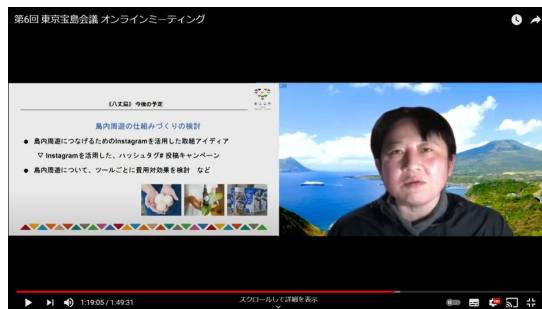 第6回 東京宝島会議 オンラインミーティング
《八丈島》 今後の予定
島内周遊の仕組みづくりの検討
● 島内周遊につなげるためのInstagramを活用した取組アイディア
▽ Instagramを活用した、ハッシュタグ# 投稿キャンペーン
● 島内周遊について、ツールごとに費用対効果を検討 など
1:19:05 / 1:49:31
スクロールして詳細を表示